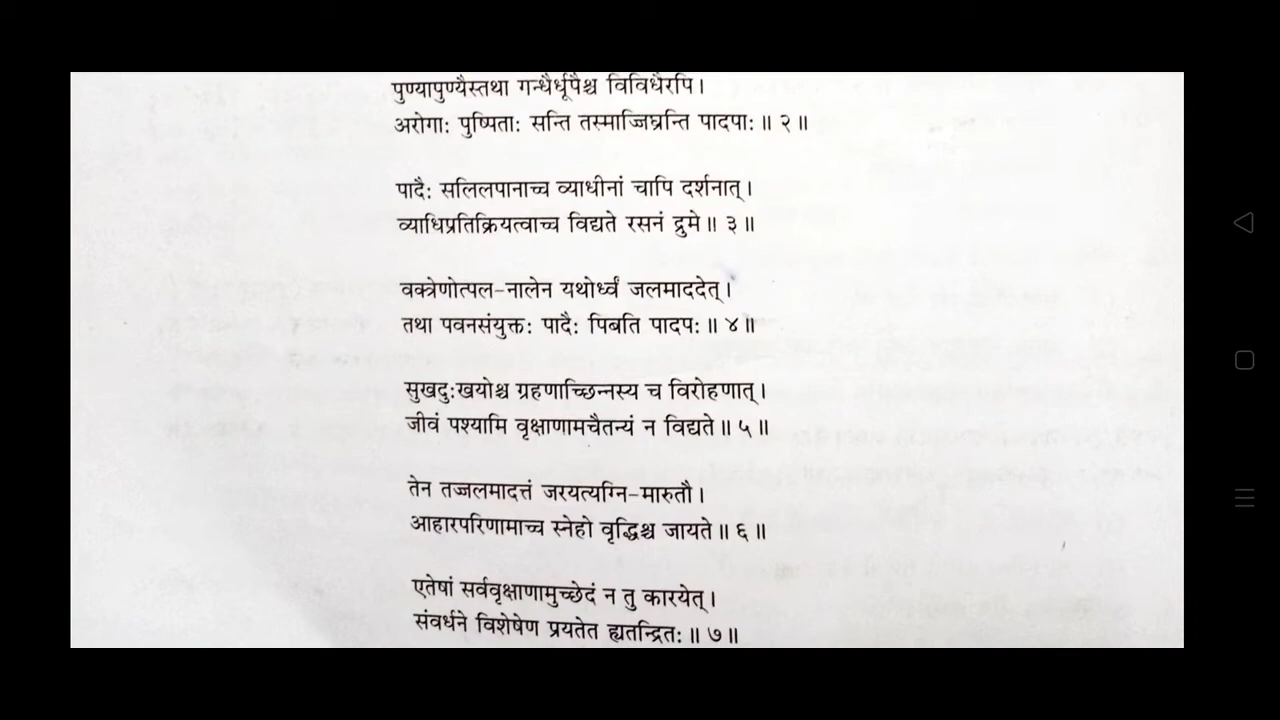 पुण्यापुण्यैस्तथा गन्धैर्धूपैश्च विविधैरपि।
अरोगाः पुष्पिताः सन्ति तस्माज्जिघ्रन्ति पादपाः॥ २॥
पादैः सलिलपानाच्च व्याधीनां चापि दर्शनात्।
व्याधिप्रतिक्रियत्वाच्च विद्यते रसनं द्रुमे॥ ३॥
वक्त्रेणोत्पल-नालेन यथोर्ध्वं जलमाददेत्।
तथा पवनसंयुक्तः पादैः पिबति पादपः॥ ४॥
सुखदुःखयोश्च ग्रहणाच्छिन्नस्य च विरोहणात्।
जीवं पश्यामि वृक्षाणामचैतन्यं न विद्यते॥ ५॥
तेन तज्जलमादत्तं जरयत्यग्नि-मारुतौ।
आहारपरिणामाच्च स्नेहो वृद्धिश्च जायते॥ ६॥
एतेषां सर्ववृक्षाणामुच्छेदं न तु कारयेत्।
संवर्धने विशेषेण प्रयतेत ह्यतन्द्रितः॥ ७॥